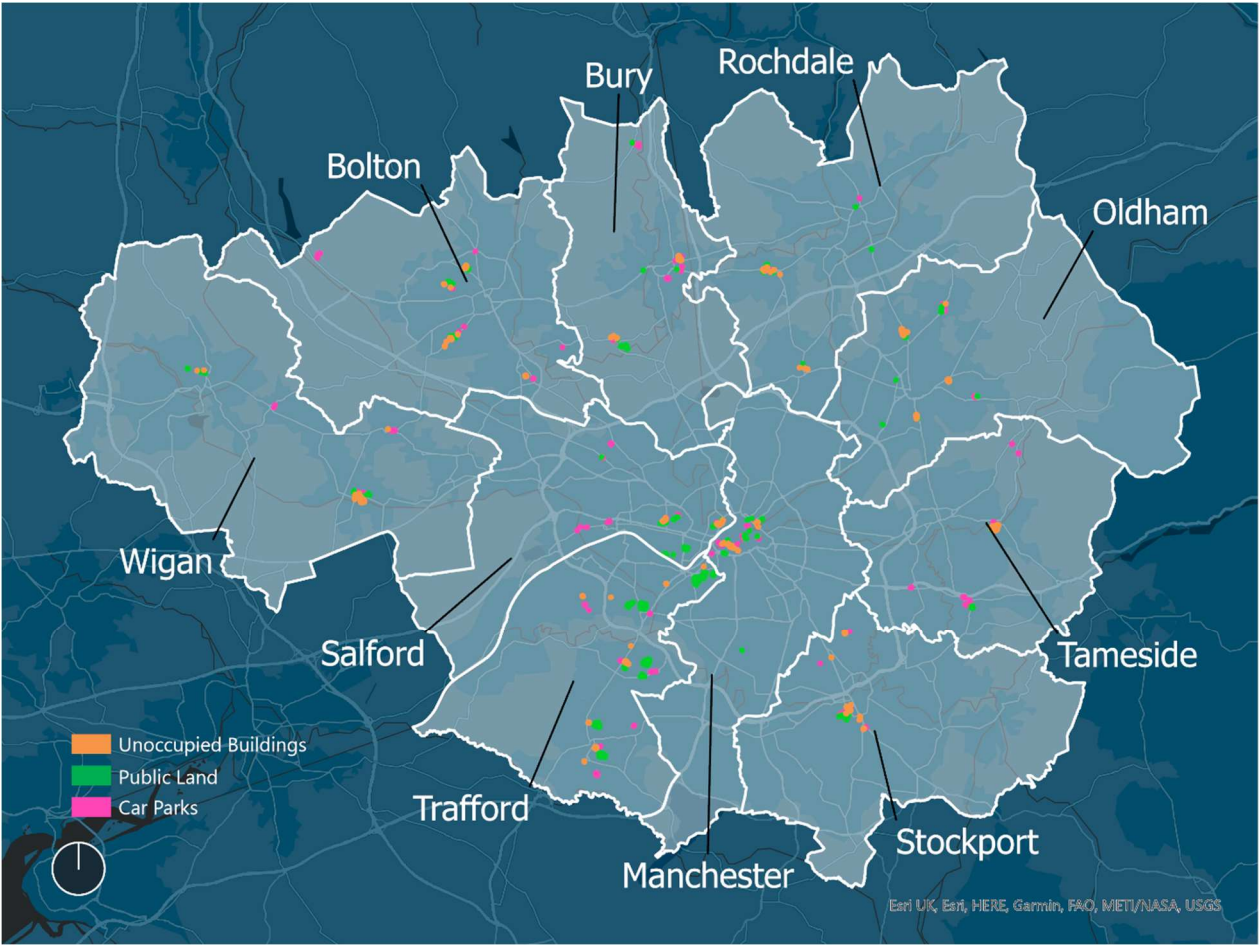 Bury
Rochdale
Bolton
Oldham
Wigan
Salford
Tameside
Unoccupied Buildings
Public Land
Car Parks
Trafford
Stockport
Manchester
Esri UK, Esri, HERE, Garmin, FAO, METI/NASA, USGS